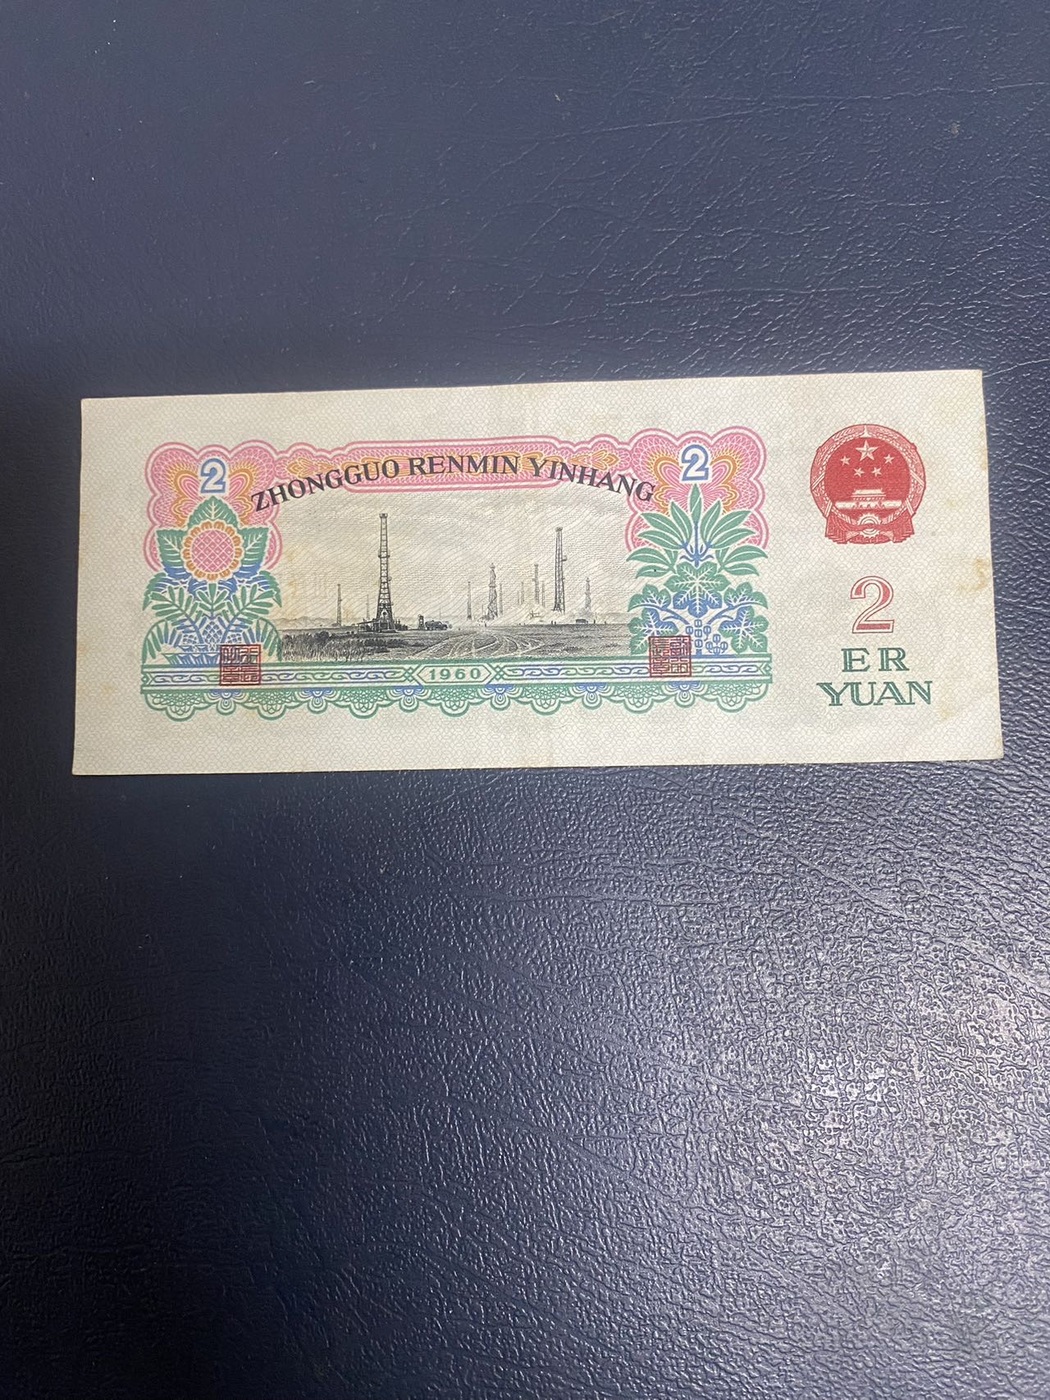 2
2
ZHONGGUO RENMIN YINHANG
2
ER
YUAN
1960